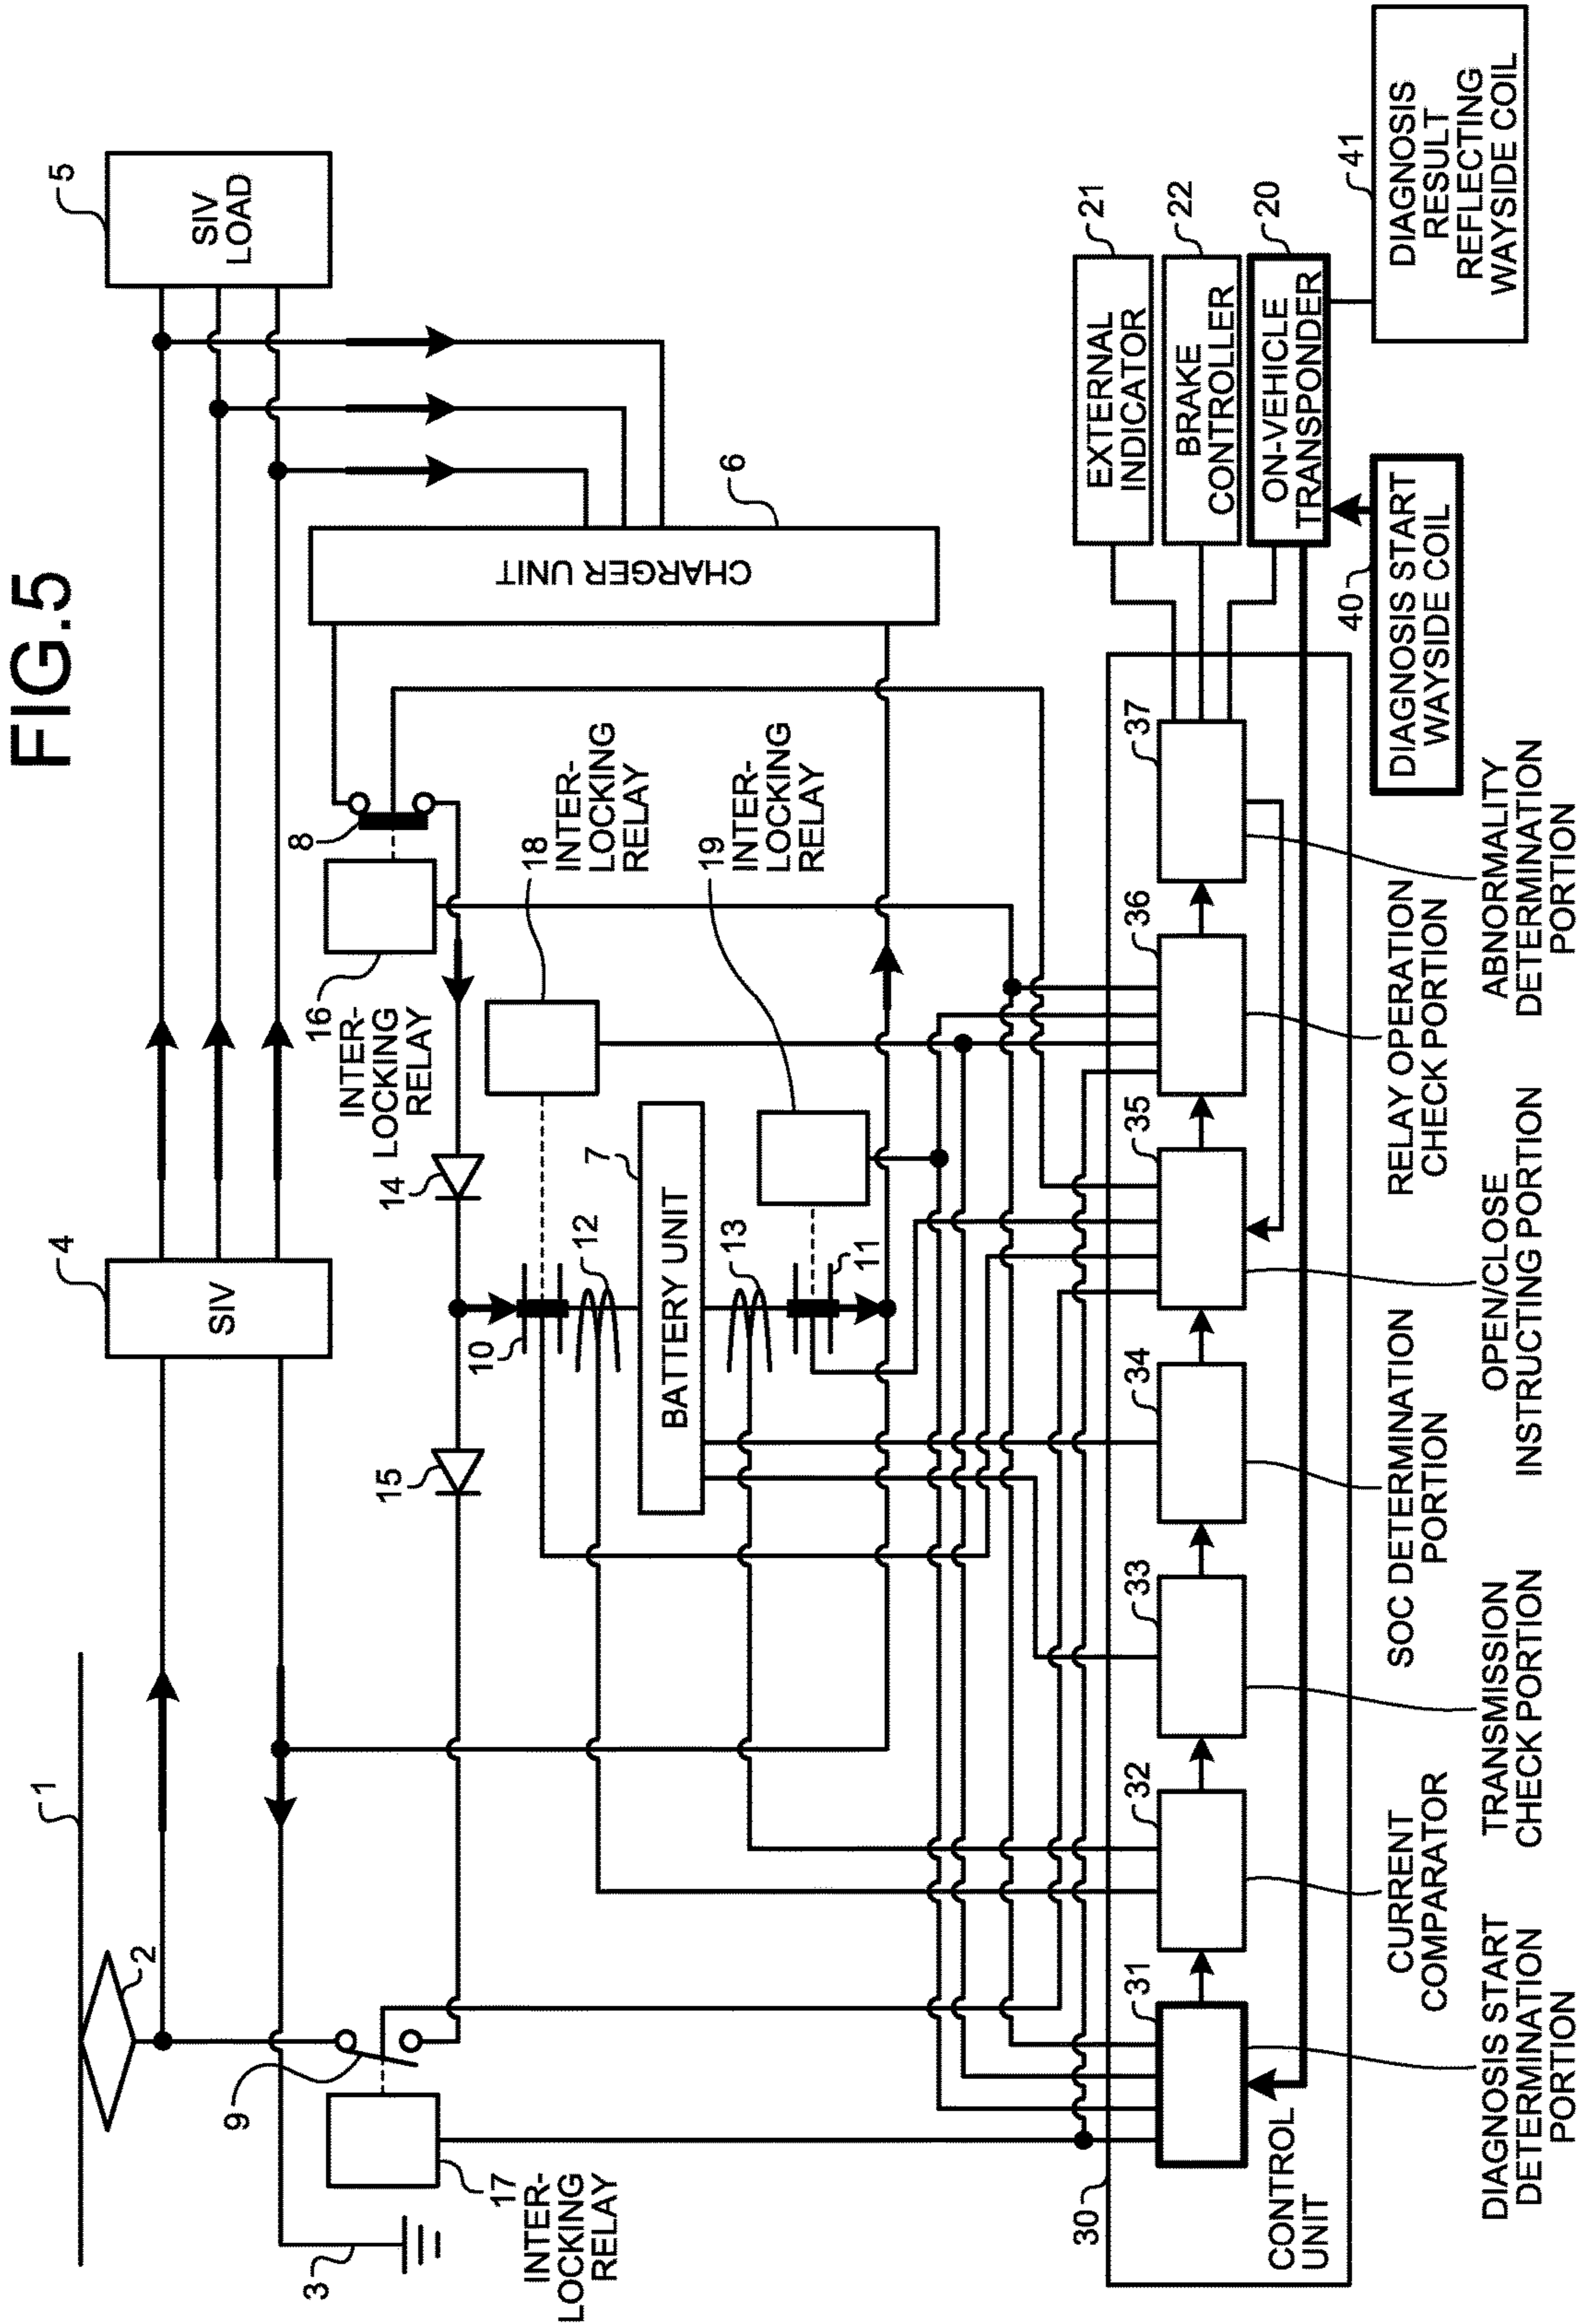 FIG.5
1
2
3
4
SIV
5
SIV
LOAD
6
CHARGER UNIT
8
9
16
INTER-
LOCKING
RELAY
17
INTER-
LOCKING
RELAY
18
INTER-
LOCKING
RELAY
19
INTER-
LOCKING
RELAY
14
15
10
12
7
BATTERY UNIT
13
11
21
EXTERNAL
INDICATOR
22
BRAKE
CONTROLLER
20
ON-VEHICLE
TRANSPONDER
41
DIAGNOSIS
RESULT
REFLECTING
WAYSIDE COIL
40
DIAGNOSIS START
WAYSIDE COIL
30
CONTROL
UNIT
31
32
33
34
35
36
37
DIAGNOSIS START
DETERMINATION
PORTION
CURRENT
COMPARATOR
TRANSMISSION
CHECK PORTION
SOC DETERMINATION
PORTION
OPEN/CLOSE
INSTRUCTING PORTION
RELAY OPERATION
CHECK PORTION
ABNORMALITY
DETERMINATION
PORTION